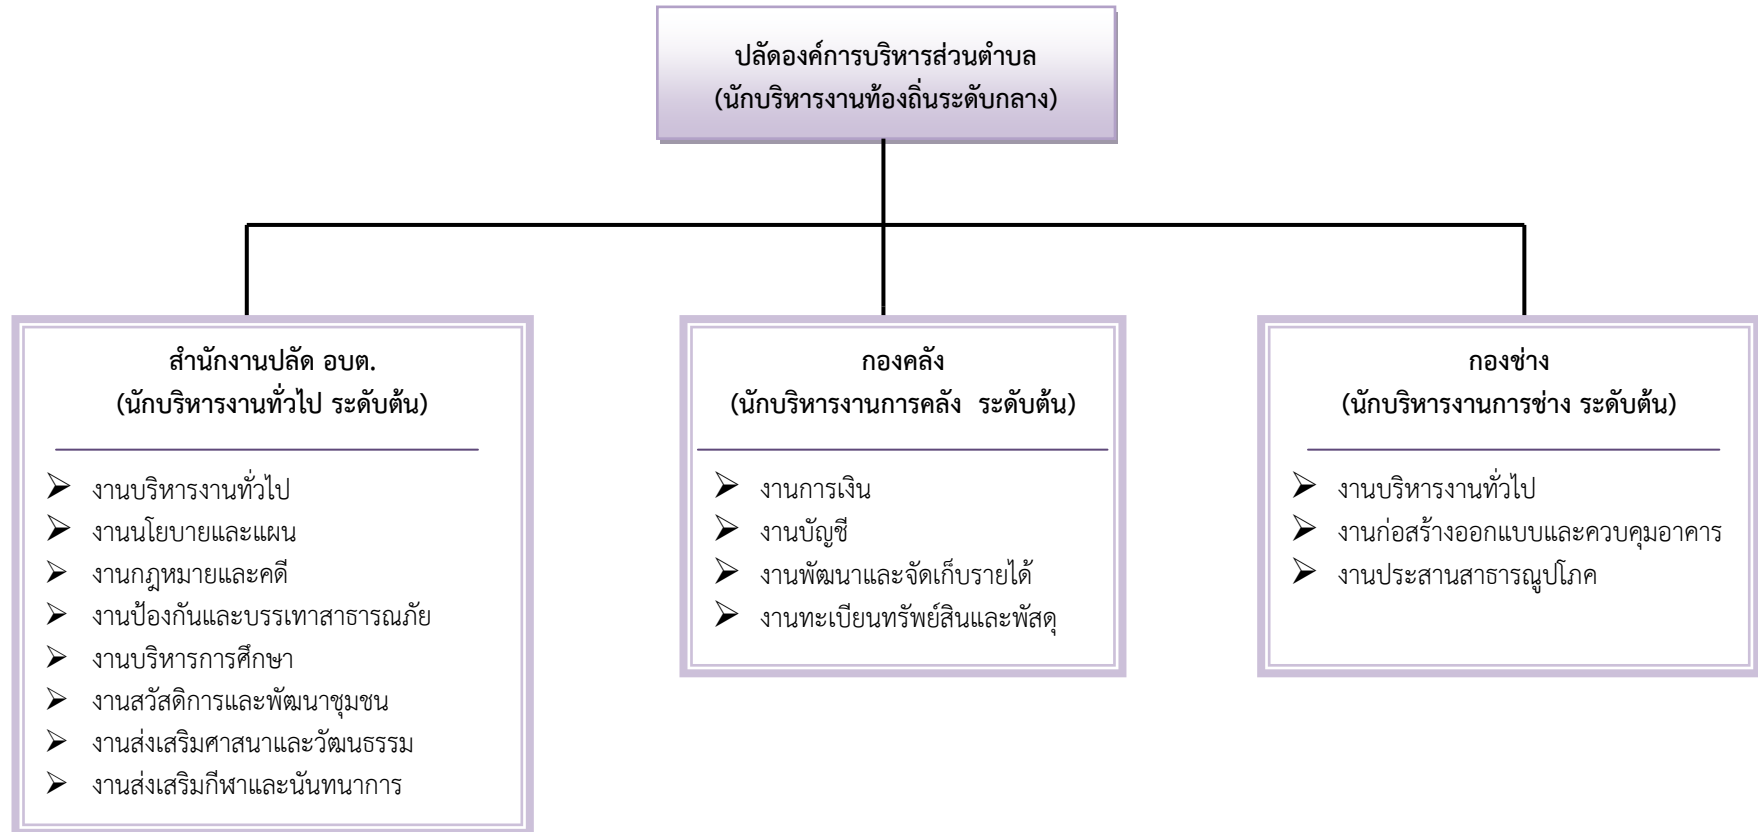 ปลัดองค์การบริหารส่วนตำบล
(นักบริหารงานท้องถิ่นระดับกลาง)
สำนักงานปลัด อบต.
(นักบริหารงานทั่วไป ระดับต้น)
งานบริหารงานทั่วไป
งานนโยบายและแผน
งานกฎหมายและคดี
งานป้องกันและบรรเทาสาธารณภัย
งานบริหารการศึกษา
งานสวัสดิการและพัฒนาชุมชน
งานส่งเสริมศาสนาและวัฒนธรรม
งานส่งเสริมกีฬาและนันทนาการ
กองคลัง
(นักบริหารงานการคลัง  ระดับต้น)
งานการเงิน
งานบัญชี
งานพัฒนาและจัดเก็บรายได้
งานทะเบียนทรัพย์สินและพัสดุ
กองช่าง
(นักบริหารงานการช่าง ระดับต้น)
งานบริหารงานทั่วไป
งานก่อสร้างออกแบบและควบคุมอาคาร
งานประสานสาธารณูปโภค